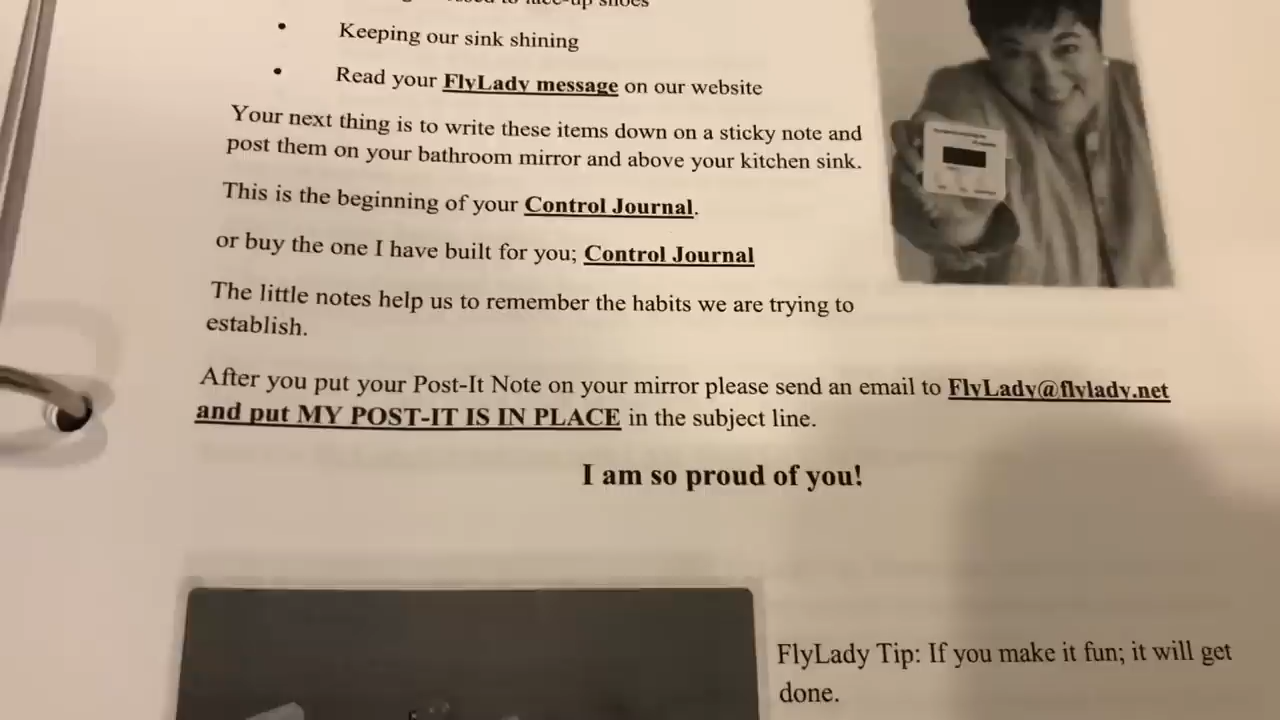 to lace-up shoes
• Keeping our sink shining
• Read your FlyLady message on our website
Your next thing is to write these items down on a sticky note and
post them on your bathroom mirror and above your kitchen sink.
This is the beginning of your Control Journal.
or buy the one I have built for you; Control Journal
The little notes help us to remember the habits we are trying to
establish.
After you put your Post-It Note on your mirror please send an email to FlyLady@flylady.net
and put MY POST-IT IS IN PLACE in the subject line.
I am so proud of you!
FlyLady Tip: If you make it fun; it will get
done.